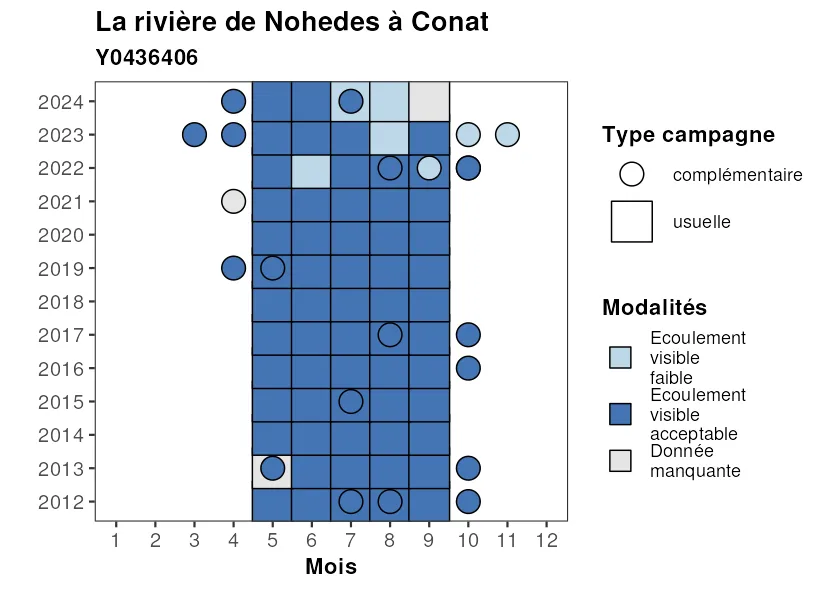 La rivière de Nohedes à Conat
Y0436406
2024
2023
2022
2021
2020
2019
2018
2017
2016
2015
2014
2013
2012
1 2 3 4 5 6 7 8 9 10 11 12
Mois
Type campagne
complémentaire
usuelle
Modalités
Ecoulement
visible
faible
Ecoulement
visible
acceptable
Donnée
manquante